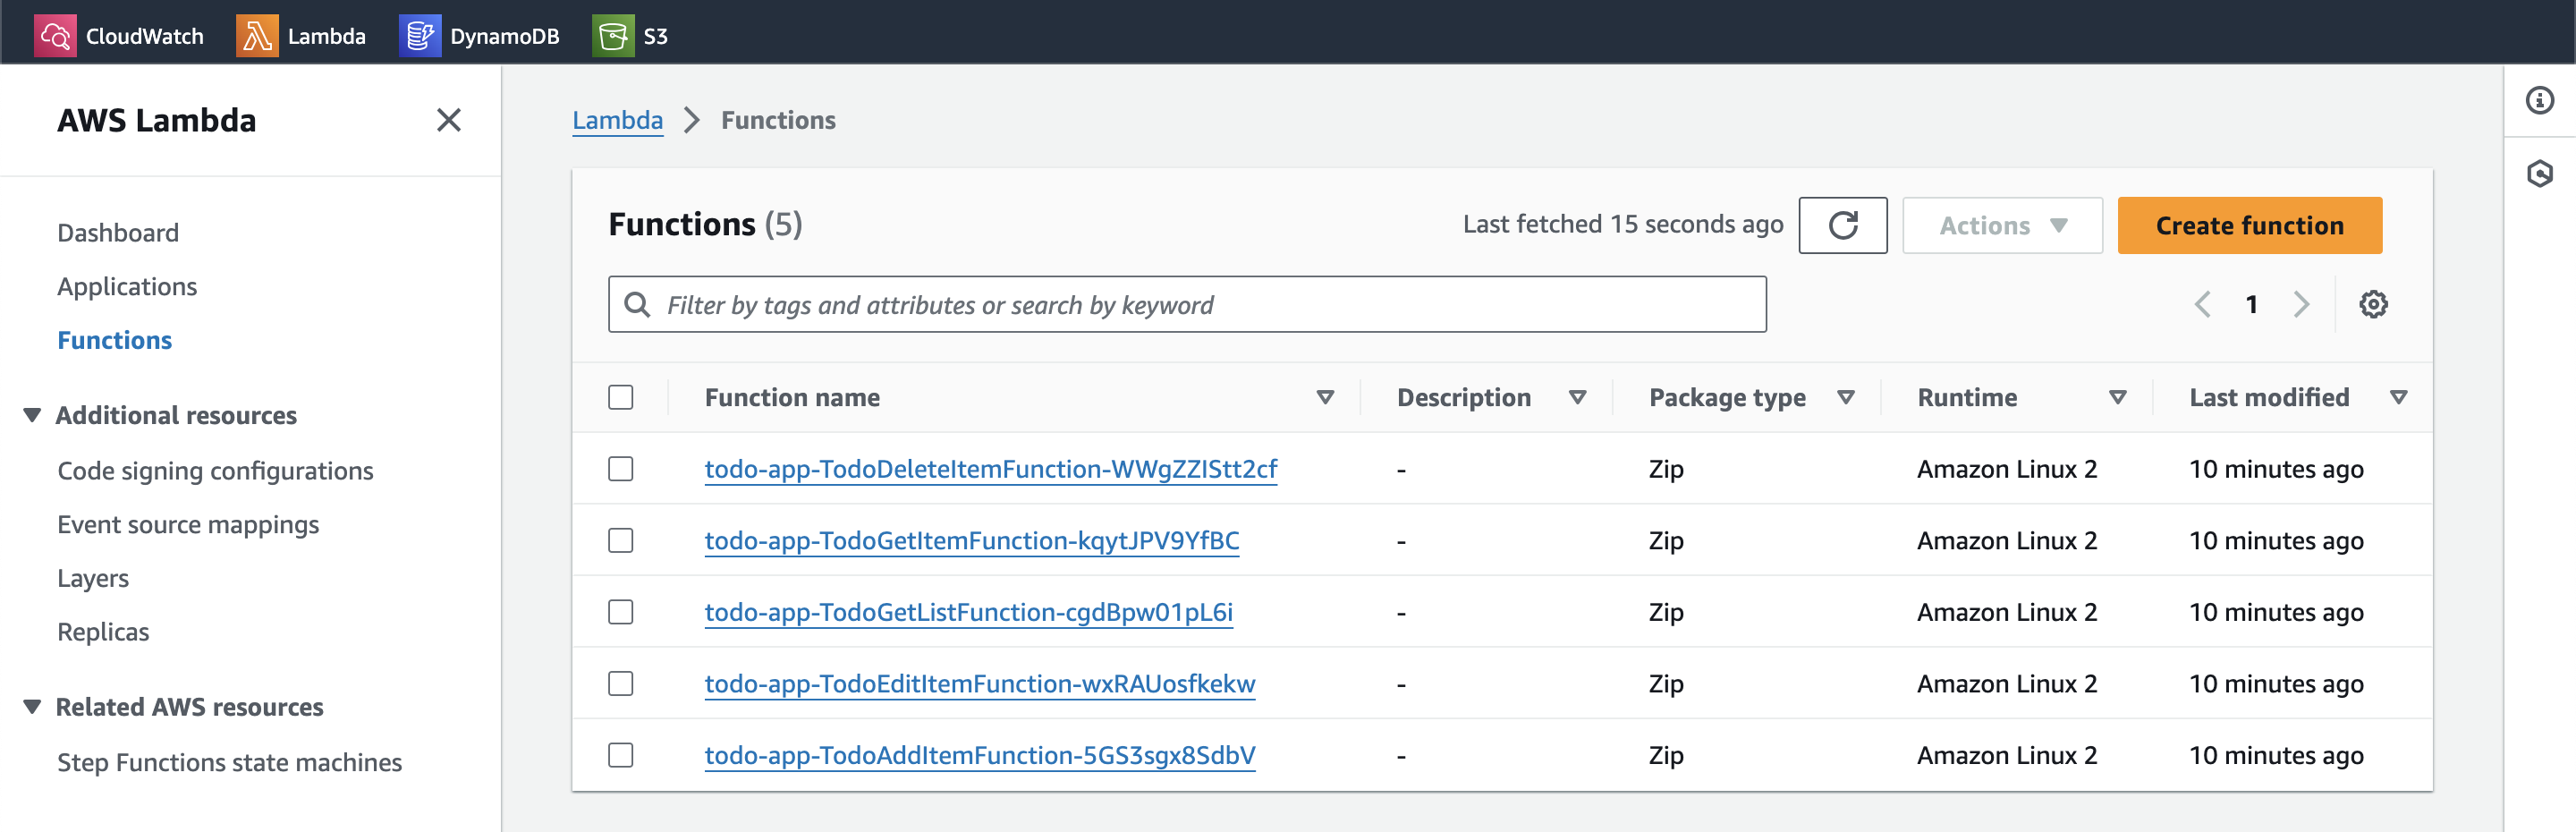 CloudWatch Lambda DynamoDB S3
AWS Lambda
Dashboard
Applications
Functions
Additional resources
Code signing configurations
Event source mappings
Layers
Replicas
Related AWS resources
Step Functions state machines
Lambda Functions
Functions (5) Last fetched 15 seconds ago Actions Create function
Filter by tags and attributes or search by keyword 1
Function name Description Package type Runtime Last modified
todo-app-TodoDeleteItemFunction-WWgZZIStt2cf - Zip Amazon Linux 2 10 minutes ago
todo-app-TodoGetItemFunction-kqytJPV9YfBC - Zip Amazon Linux 2 10 minutes ago
todo-app-TodoGetListFunction-cgdBpw01pL6i - Zip Amazon Linux 2 10 minutes ago
todo-app-TodoEditItemFunction-wxRAUosfkekw - Zip Amazon Linux 2 10 minutes ago
todo-app-TodoAddItemFunction-5GS3sgx8SdbV - Zip Amazon Linux 2 10 minutes ago